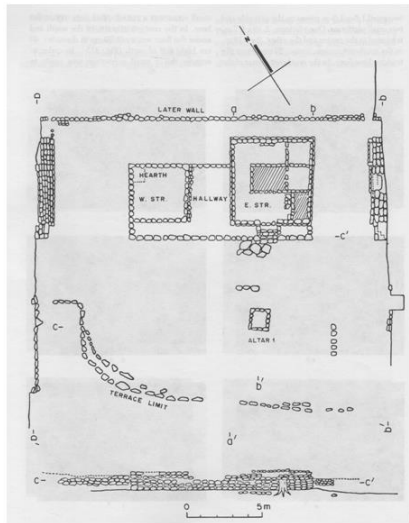 N
D
D
LATER WALL
a
b
HEARTH
W. STR.
HALLWAY
E. STR.
-C'
C-
ALTAR 1
TERRACE LIMIT
b'
a'
D'
C-
-C'
0 5m